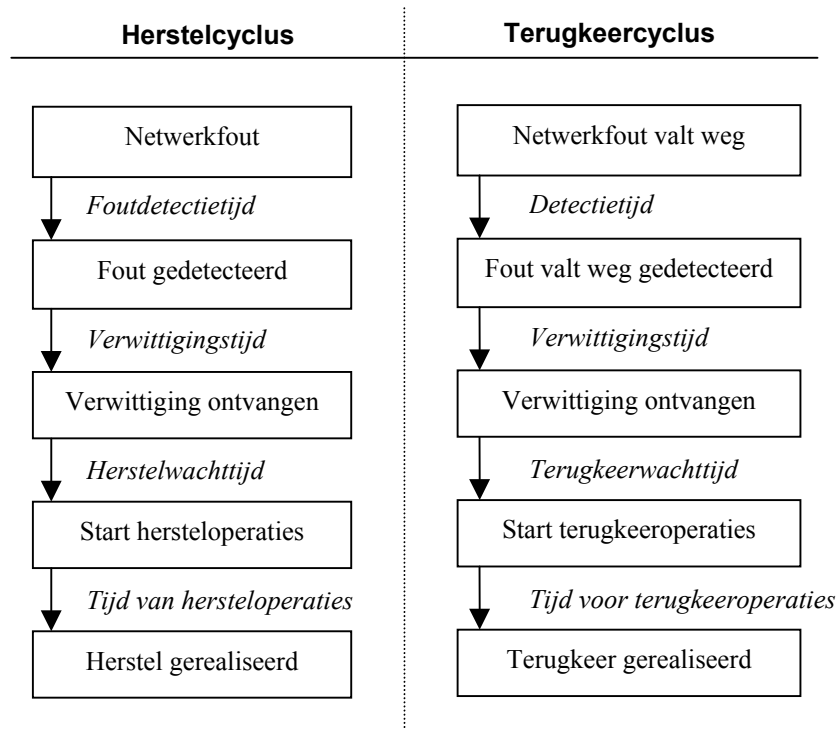 Herstelcyclus
Netwerkfout
Foutdetectietijd
Fout gedetecteerd
Verwittigingstijd
Verwittiging ontvangen
Herstelwachttijd
Start hersteloperaties
Tijd van hersteloperaties
Herstel gerealiseerd
Terugkeercyclus
Netwerkfout valt weg
Detectietijd
Fout valt weg gedetecteerd
Verwittigingstijd
Verwittiging ontvangen
Terugkeerwachttijd
Start terugkeeroperaties
Tijd voor terugkeeroperaties
Terugkeer gerealiseerd